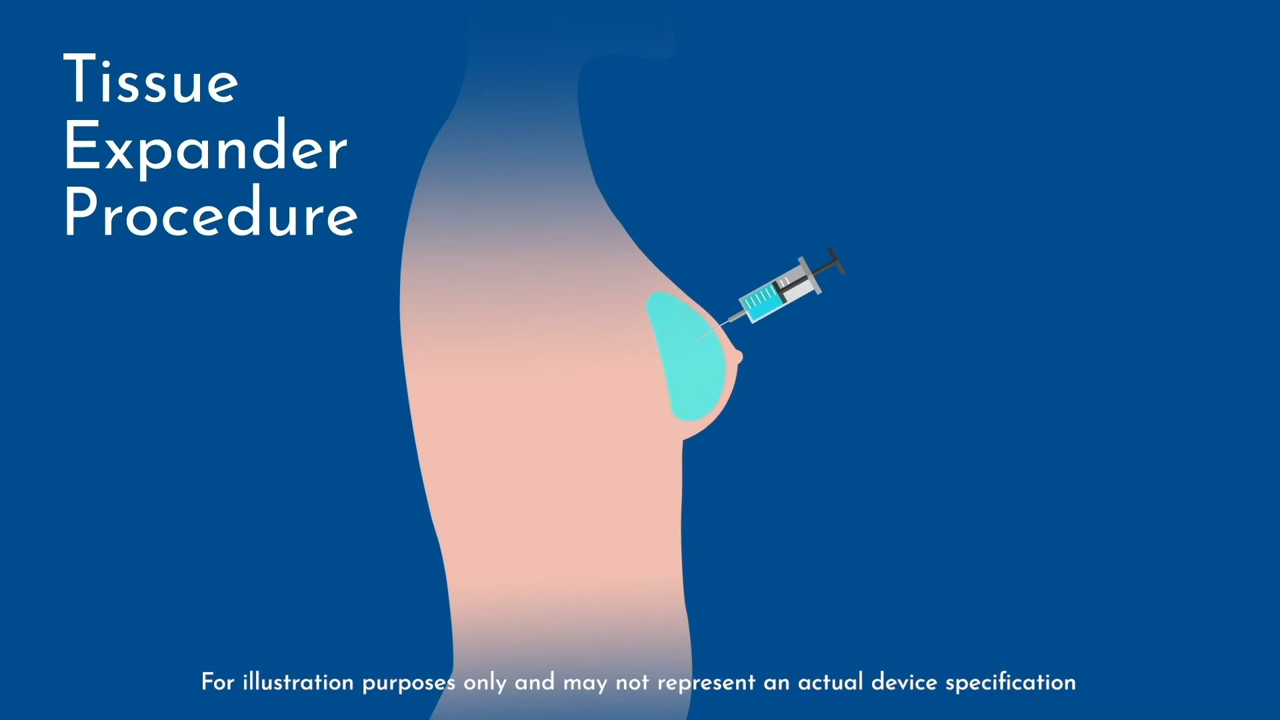 Tissue
Expander
Procedure
For illustration purposes only and may not represent an actual device specification